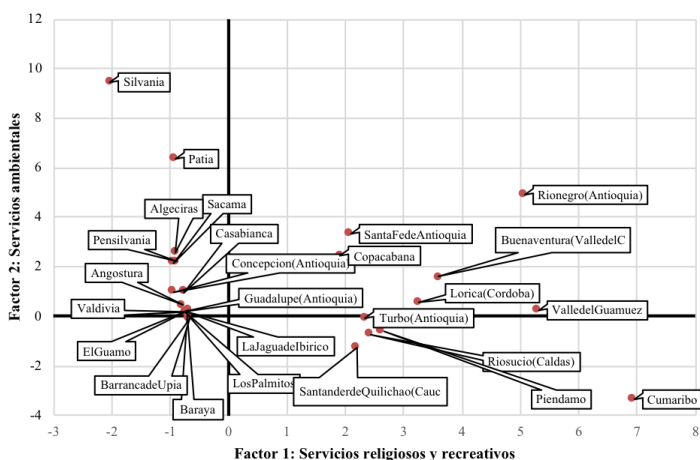 12
10
8
6
4
2
0
-2
-4
Factor 2: Servicios ambientales
Silvania
Patia
Algeciras
Sacama
Rionegro(Antioquia)
Pensilvania
Casabianca
SantaFedeAntioquia
Buenaventura(ValledelC
Concepcion(Antioquia)
Copacabana
Angostura
Guadalupe(Antioquia)
Lorica(Cordoba)
Valdivia
Turbo(Antioquia)
ValledelGuamuez
ElGuamo
LaJaguadeIbirico
Riosucio(Caldas)
BarrancadeUpia
LosPalmitos
SantanderdeQuilichao(Cauc
Piendamo
Cumaribo
Baraya
-3 -2 -1 0 1 2 3 4 5 6 7 8
Factor 1: Servicios religiosos y recreativos